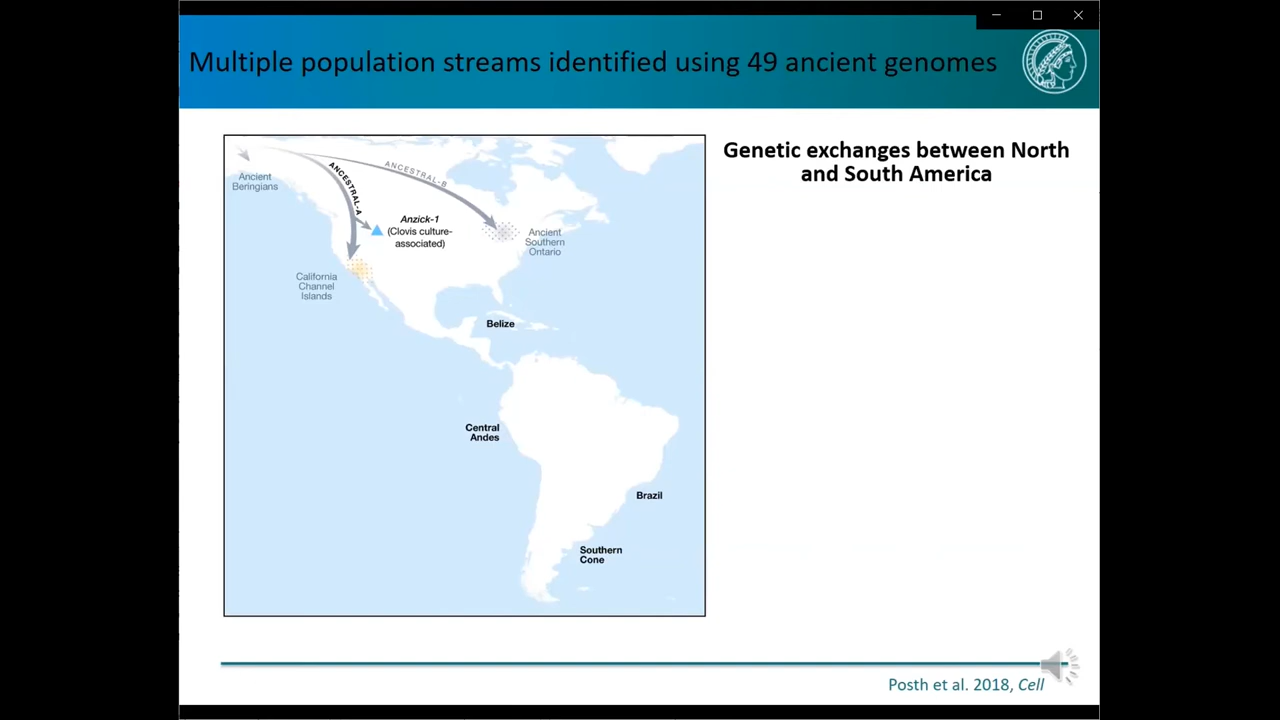 Multiple population streams identified using 49 ancient genomes
Genetic exchanges between North
and South America
Ancient
Beringians
ANCESTRAL-A
ANCESTRAL-B
Anzick-1
(Clovis culture-
associated)
Ancient
Southern
Ontario
California
Channel
Islands
Belize
Central
Andes
Brazil
Southern
Cone
Posth et al. 2018, Cell